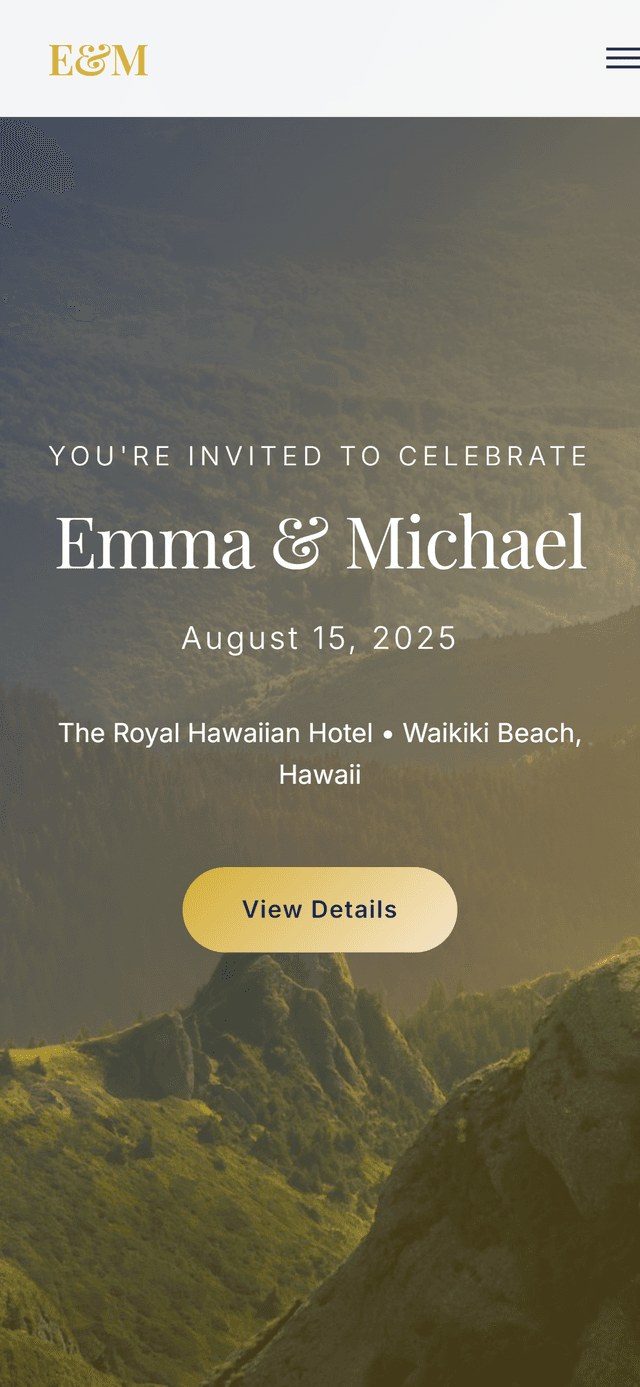 E&M
YOU'RE INVITED TO CELEBRATE
Emma & Michael
August 15, 2025
The Royal Hawaiian Hotel • Waikiki Beach,
Hawaii
View Details